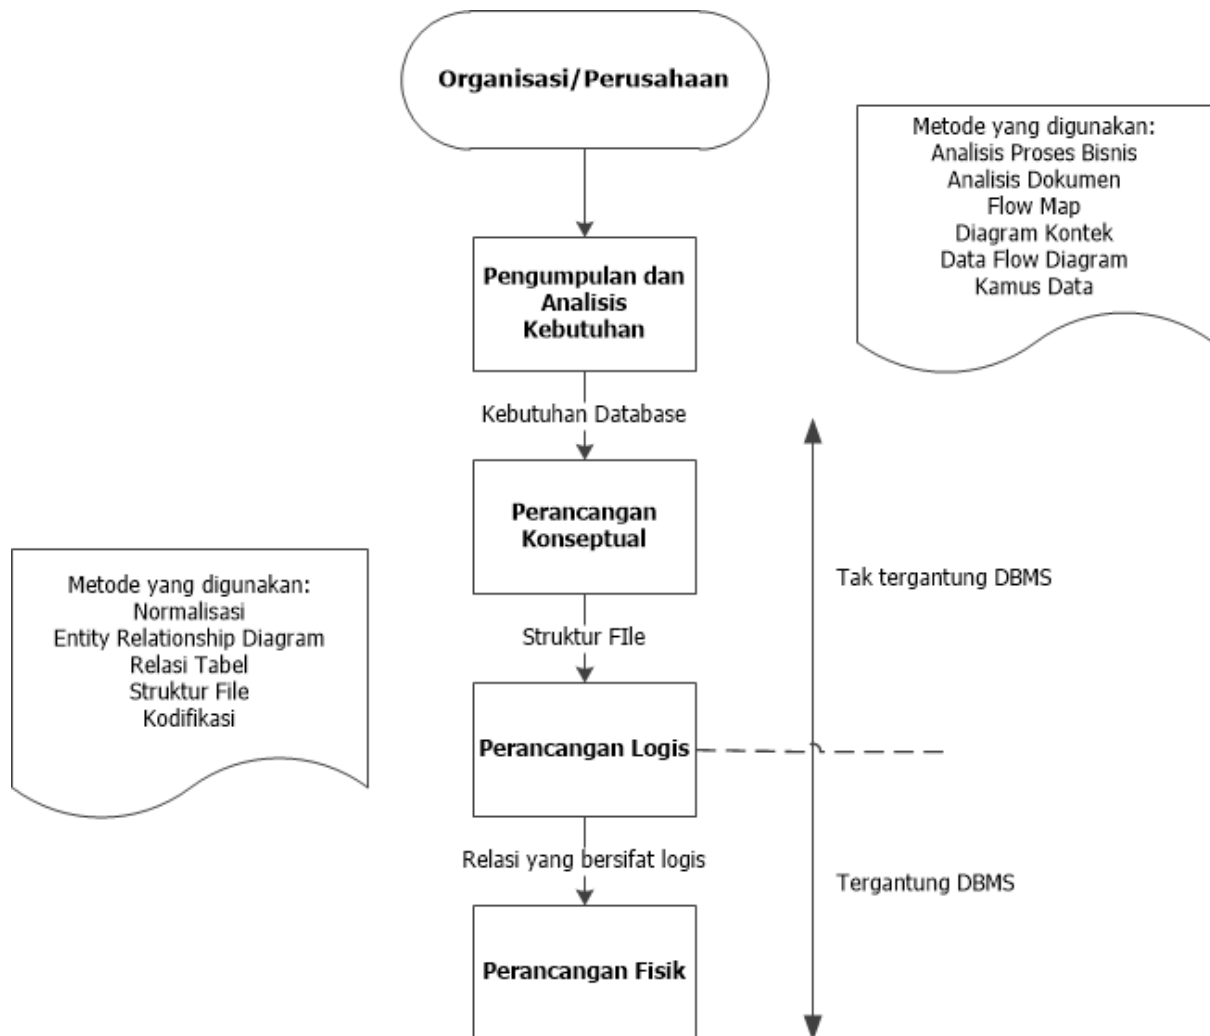 Organisasi/Perusahaan
Metode yang digunakan:
Analisis Proses Bisnis
Analisis Dokumen
Flow Map
Diagram Kontek
Data Flow Diagram
Kamus Data
Pengumpulan dan
Analisis
Kebutuhan
Kebutuhan Database
Perancangan
Konseptual
Tak tergantung DBMS
Metode yang digunakan:
Normalisasi
Entity Relationship Diagram
Relasi Tabel
Struktur File
Kodifikasi
Struktur FIle
Perancangan Logis
Relasi yang bersifat logis
Tergantung DBMS
Perancangan Fisik